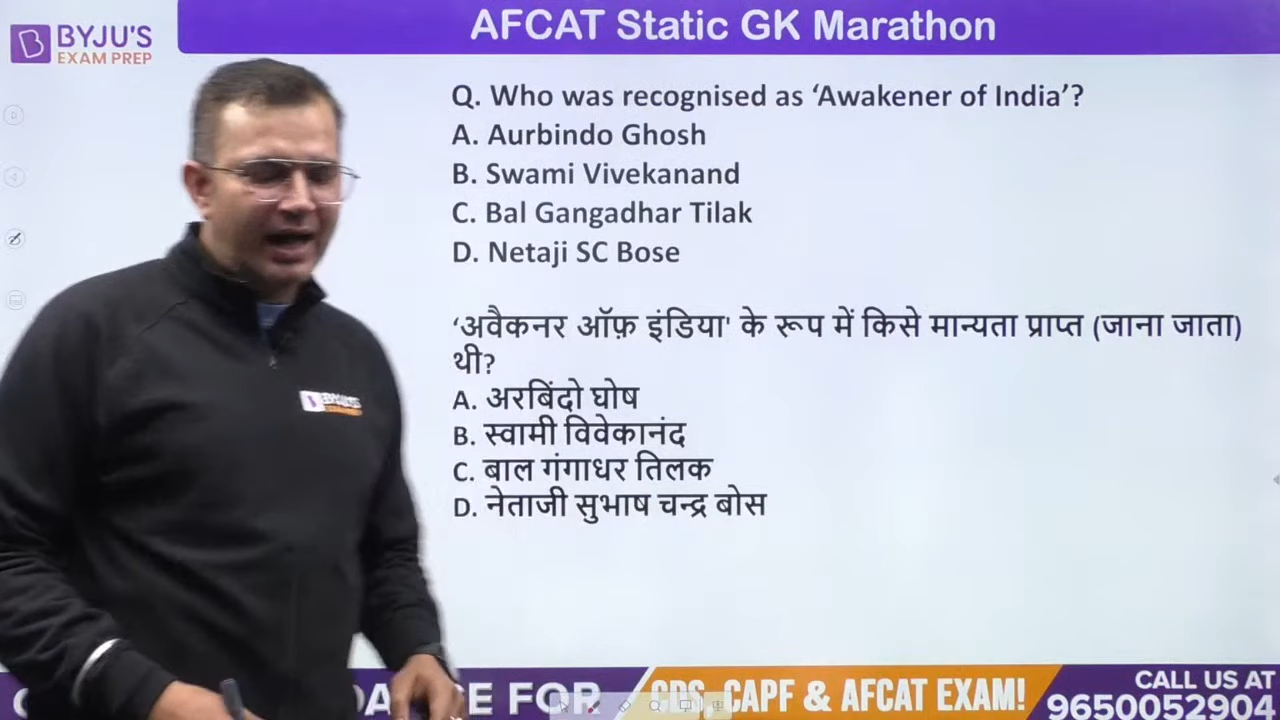 AFCAT Static GK Marathon
BYJU'S
EXAM PREP
Q. Who was recognised as ‘Awakener of India’?
A. Aurbindo Ghosh
B. Swami Vivekanand
C. Bal Gangadhar Tilak
D. Netaji SC Bose
‘अवैकनर ऑफ़ इंडिया' के रूप में किसे मान्यता प्राप्त (जाना जाता)
थी?
A. अरबिंदो घोष
B. स्वामी विवेकानंद
C. बाल गंगाधर तिलक
D. नेताजी सुभाष चन्द्र बोस
FOR
CDS, CAPF & AFCAT EXAM!
CALL US AT
9650052904